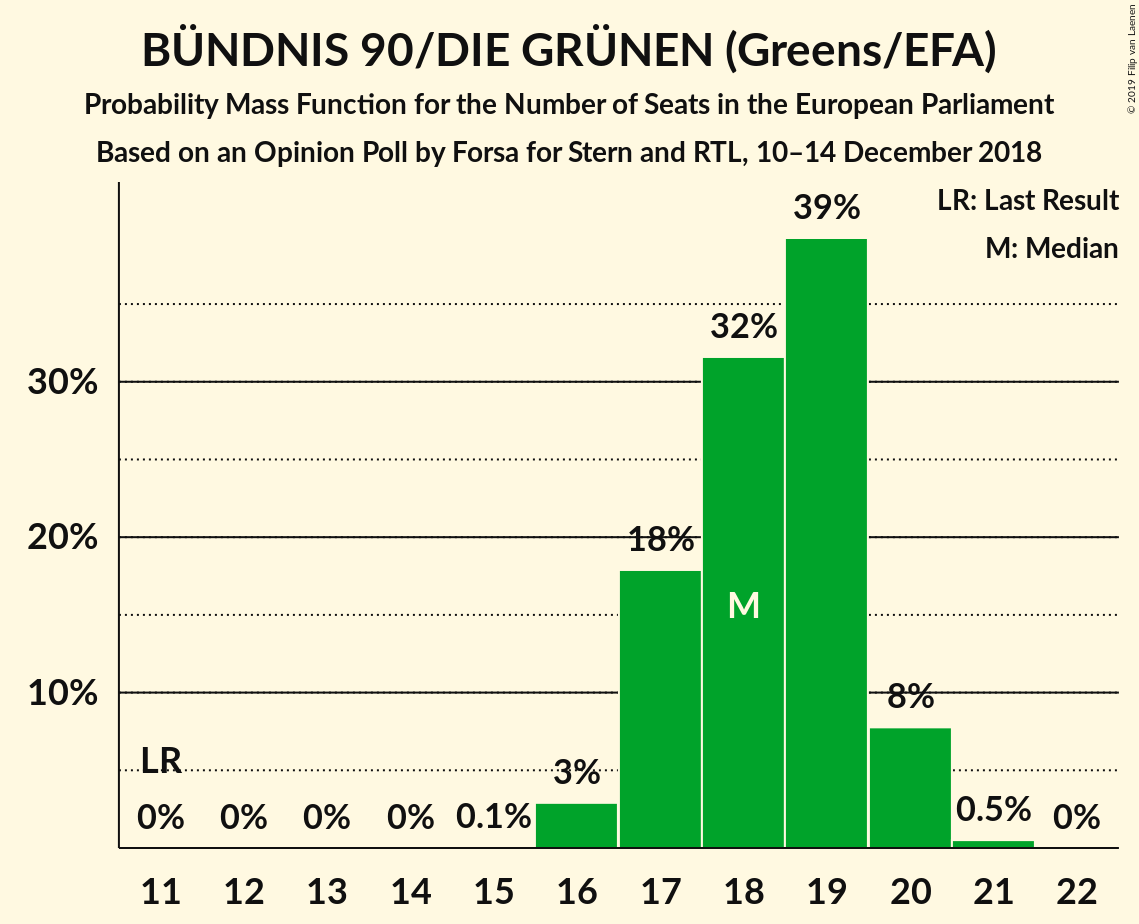 BÜNDNIS 90/DIE GRÜNEN (Greens/EFA)
Probability Mass Function for the Number of Seats in the European Parliament
Based on an Opinion Poll by Forsa for Stern and RTL, 10–14 December 2018
© 2019 Filip van Laenen
LR: Last Result
M: Median
39%
32%
30%
20%
18%
M
10%
8%
LR
3%
0% 0% 0% 0% 0.1% 0.5% 0%
11 12 13 14 15 16 17 18 19 20 21 22